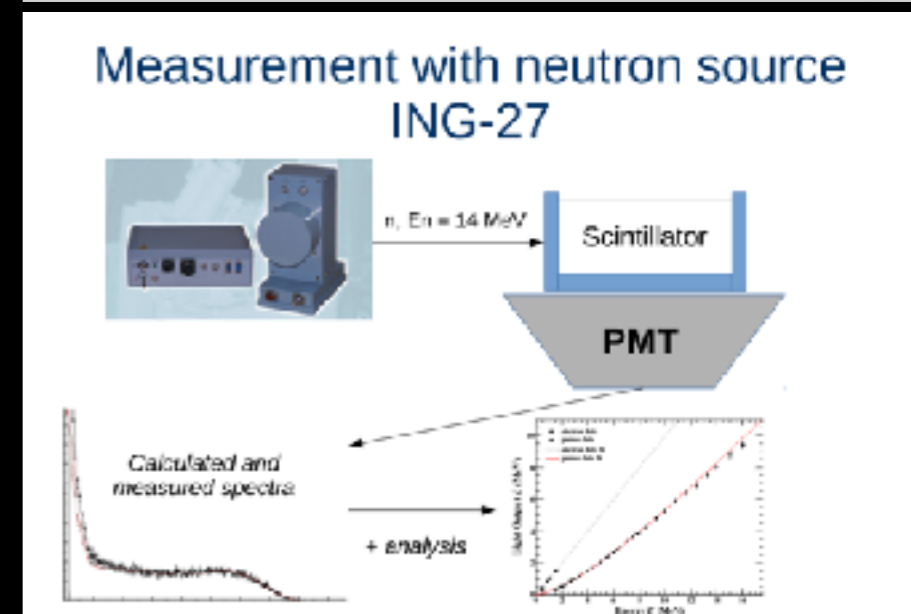 Measurement with neutron source
ING-27
n, En = 14 MeV
Scintillator
PMT
Calculated and
measured spectra
+ analysis